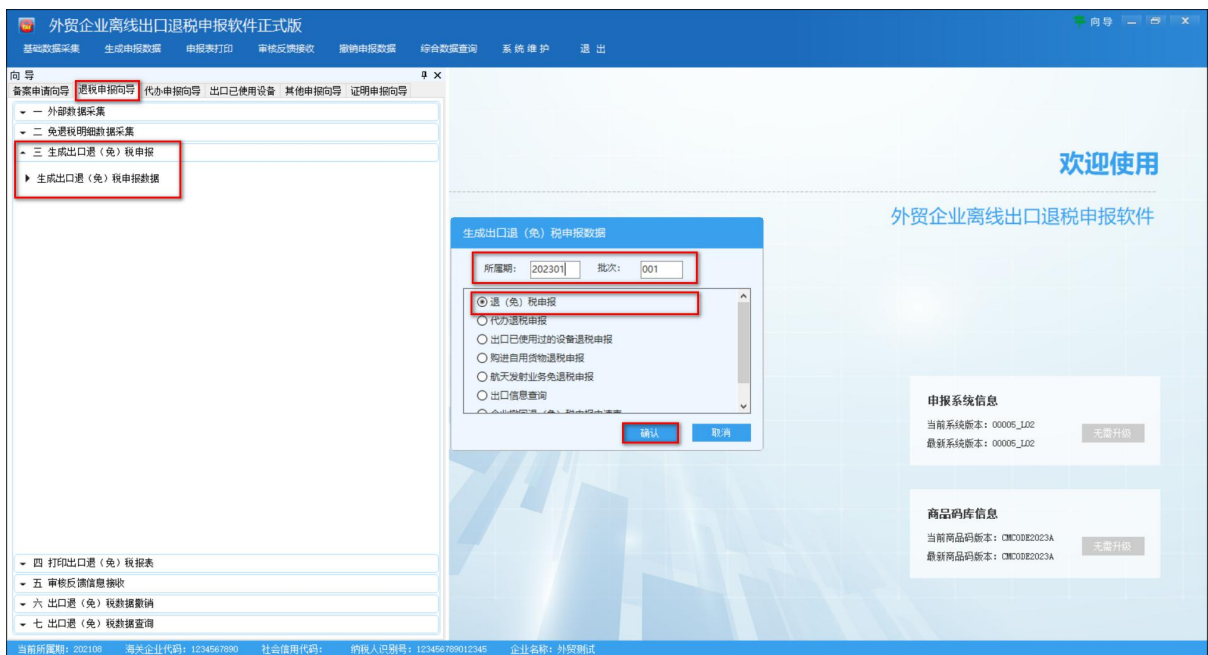 外贸企业离线出口退税申报软件正式版
向导
基础数据采集 生成申报数据 申报表打印 审核反馈接收 撤销申报数据 综合数据查询 系统维护 退出
向导
备案申请向导 退税申报向导 代办申报向导 出口已使用设备 其他申报向导 证明申报向导
一 外部数据采集
二 免退税明细数据采集
三 生成出口退（免）税申报
生成出口退（免）税申报数据
四 打印出口退（免）税报表
五 审核反馈信息接收
六 出口退（免）税数据撤销
七 出口退（免）税数据查询
欢迎使用
外贸企业离线出口退税申报软件
生成出口退（免）税申报数据
所属期： 202301 批次： 001
退（免）税申报
代办退税申报
出口已使用过的设备退税申报
购进自用货物退税申报
航天发射业务免退税申报
出口信息查询
确认 取消
申报系统信息
当前系统版本：00005_L02
最新系统版本：00005_L02
无需升级
商品码库信息
当前商品码版本：CMCODE2023A
最新商品码版本：CMCODE2023A
无需升级
当前所属期：202108 海关企业代码：1234567890 社会信用代码： 纳税人识别号：123456789012345 企业名称：外贸测试